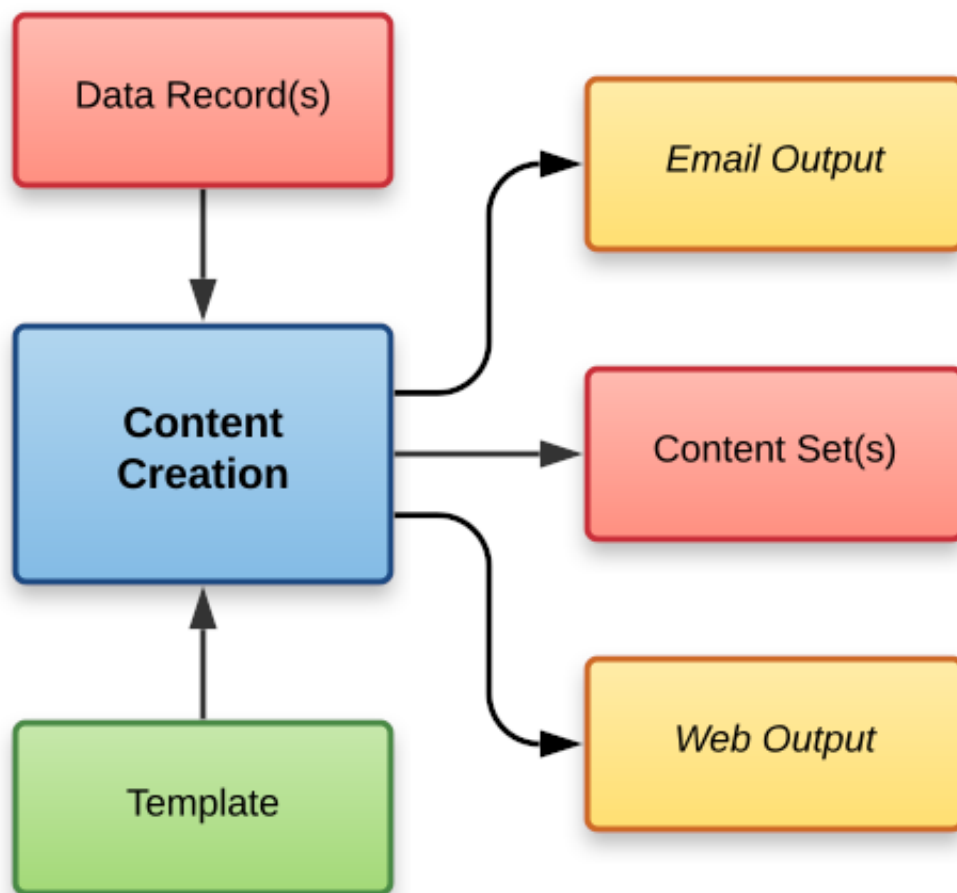 Data Record(s)
Email Output
Content
Creation
Content Set(s)
Web Output
Template